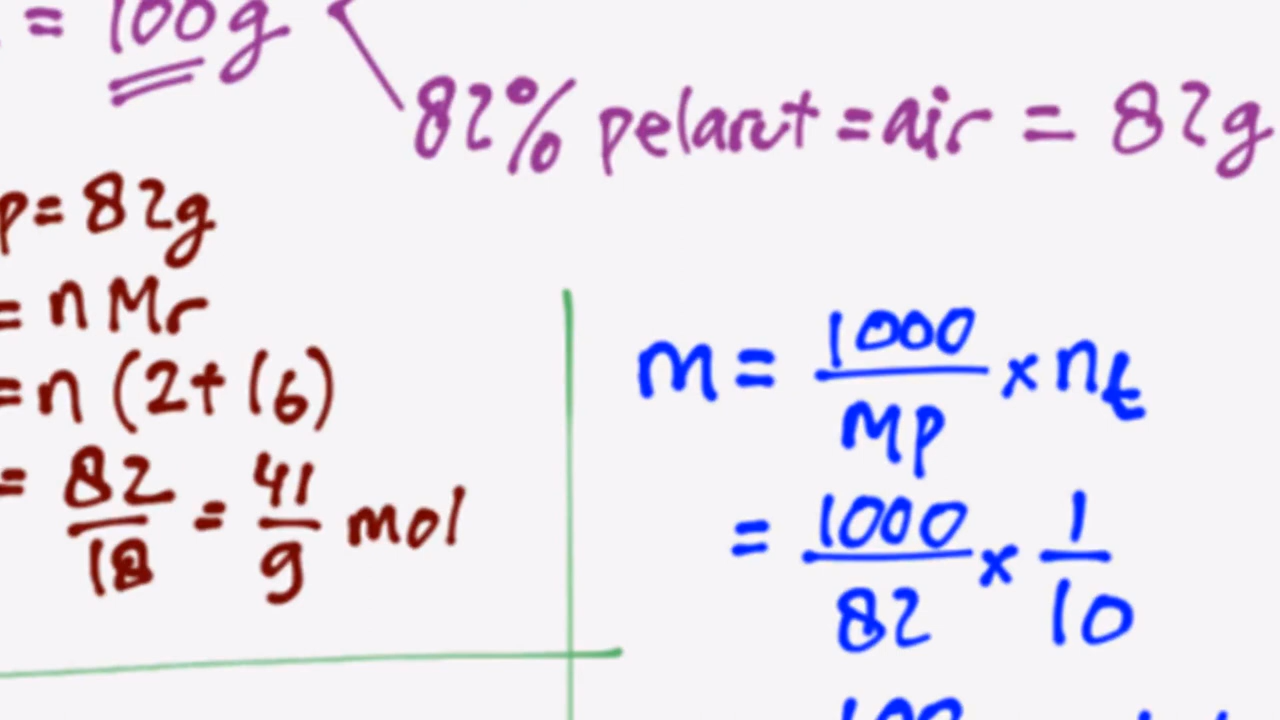 = 100g
82% pelarut = air = 82g
p = 82g
= n Mr
= n (2+16)
= 82/18 = 41/9 mol
m = 1000/Mp × nt
= 1000/82 × 1/10